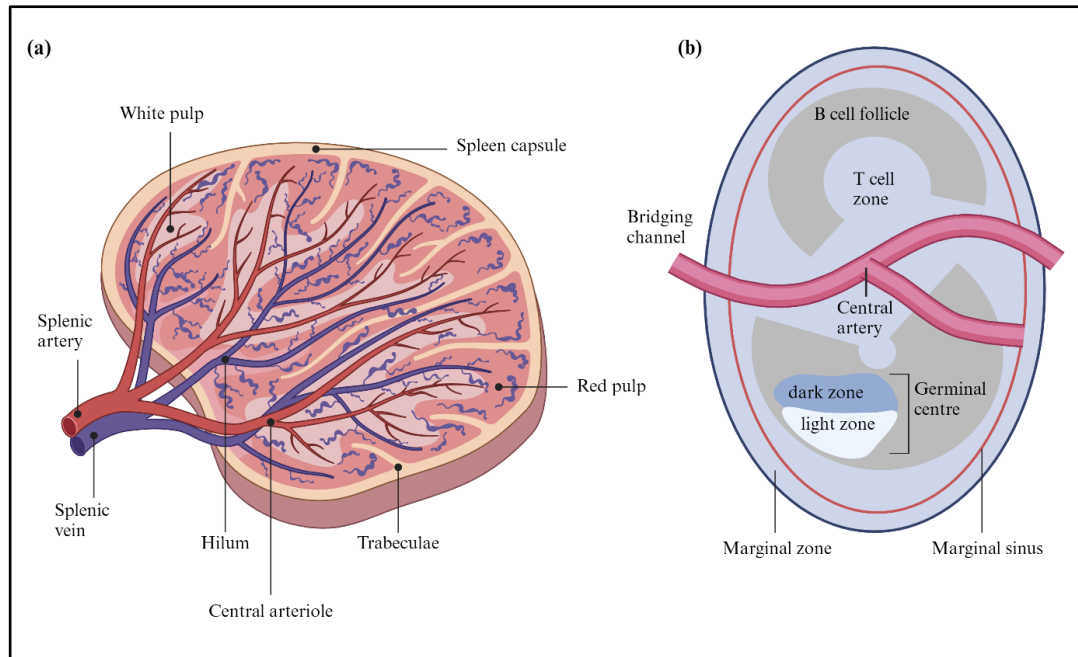 (a)
White pulp
Spleen capsule
Splenic
artery
Red pulp
Splenic
vein
Hilum
Trabeculae
Central arteriole
(b)
B cell follicle
T cell
zone
Bridging
channel
Central
artery
dark zone
light zone
Germinal
centre
Marginal zone
Marginal sinus